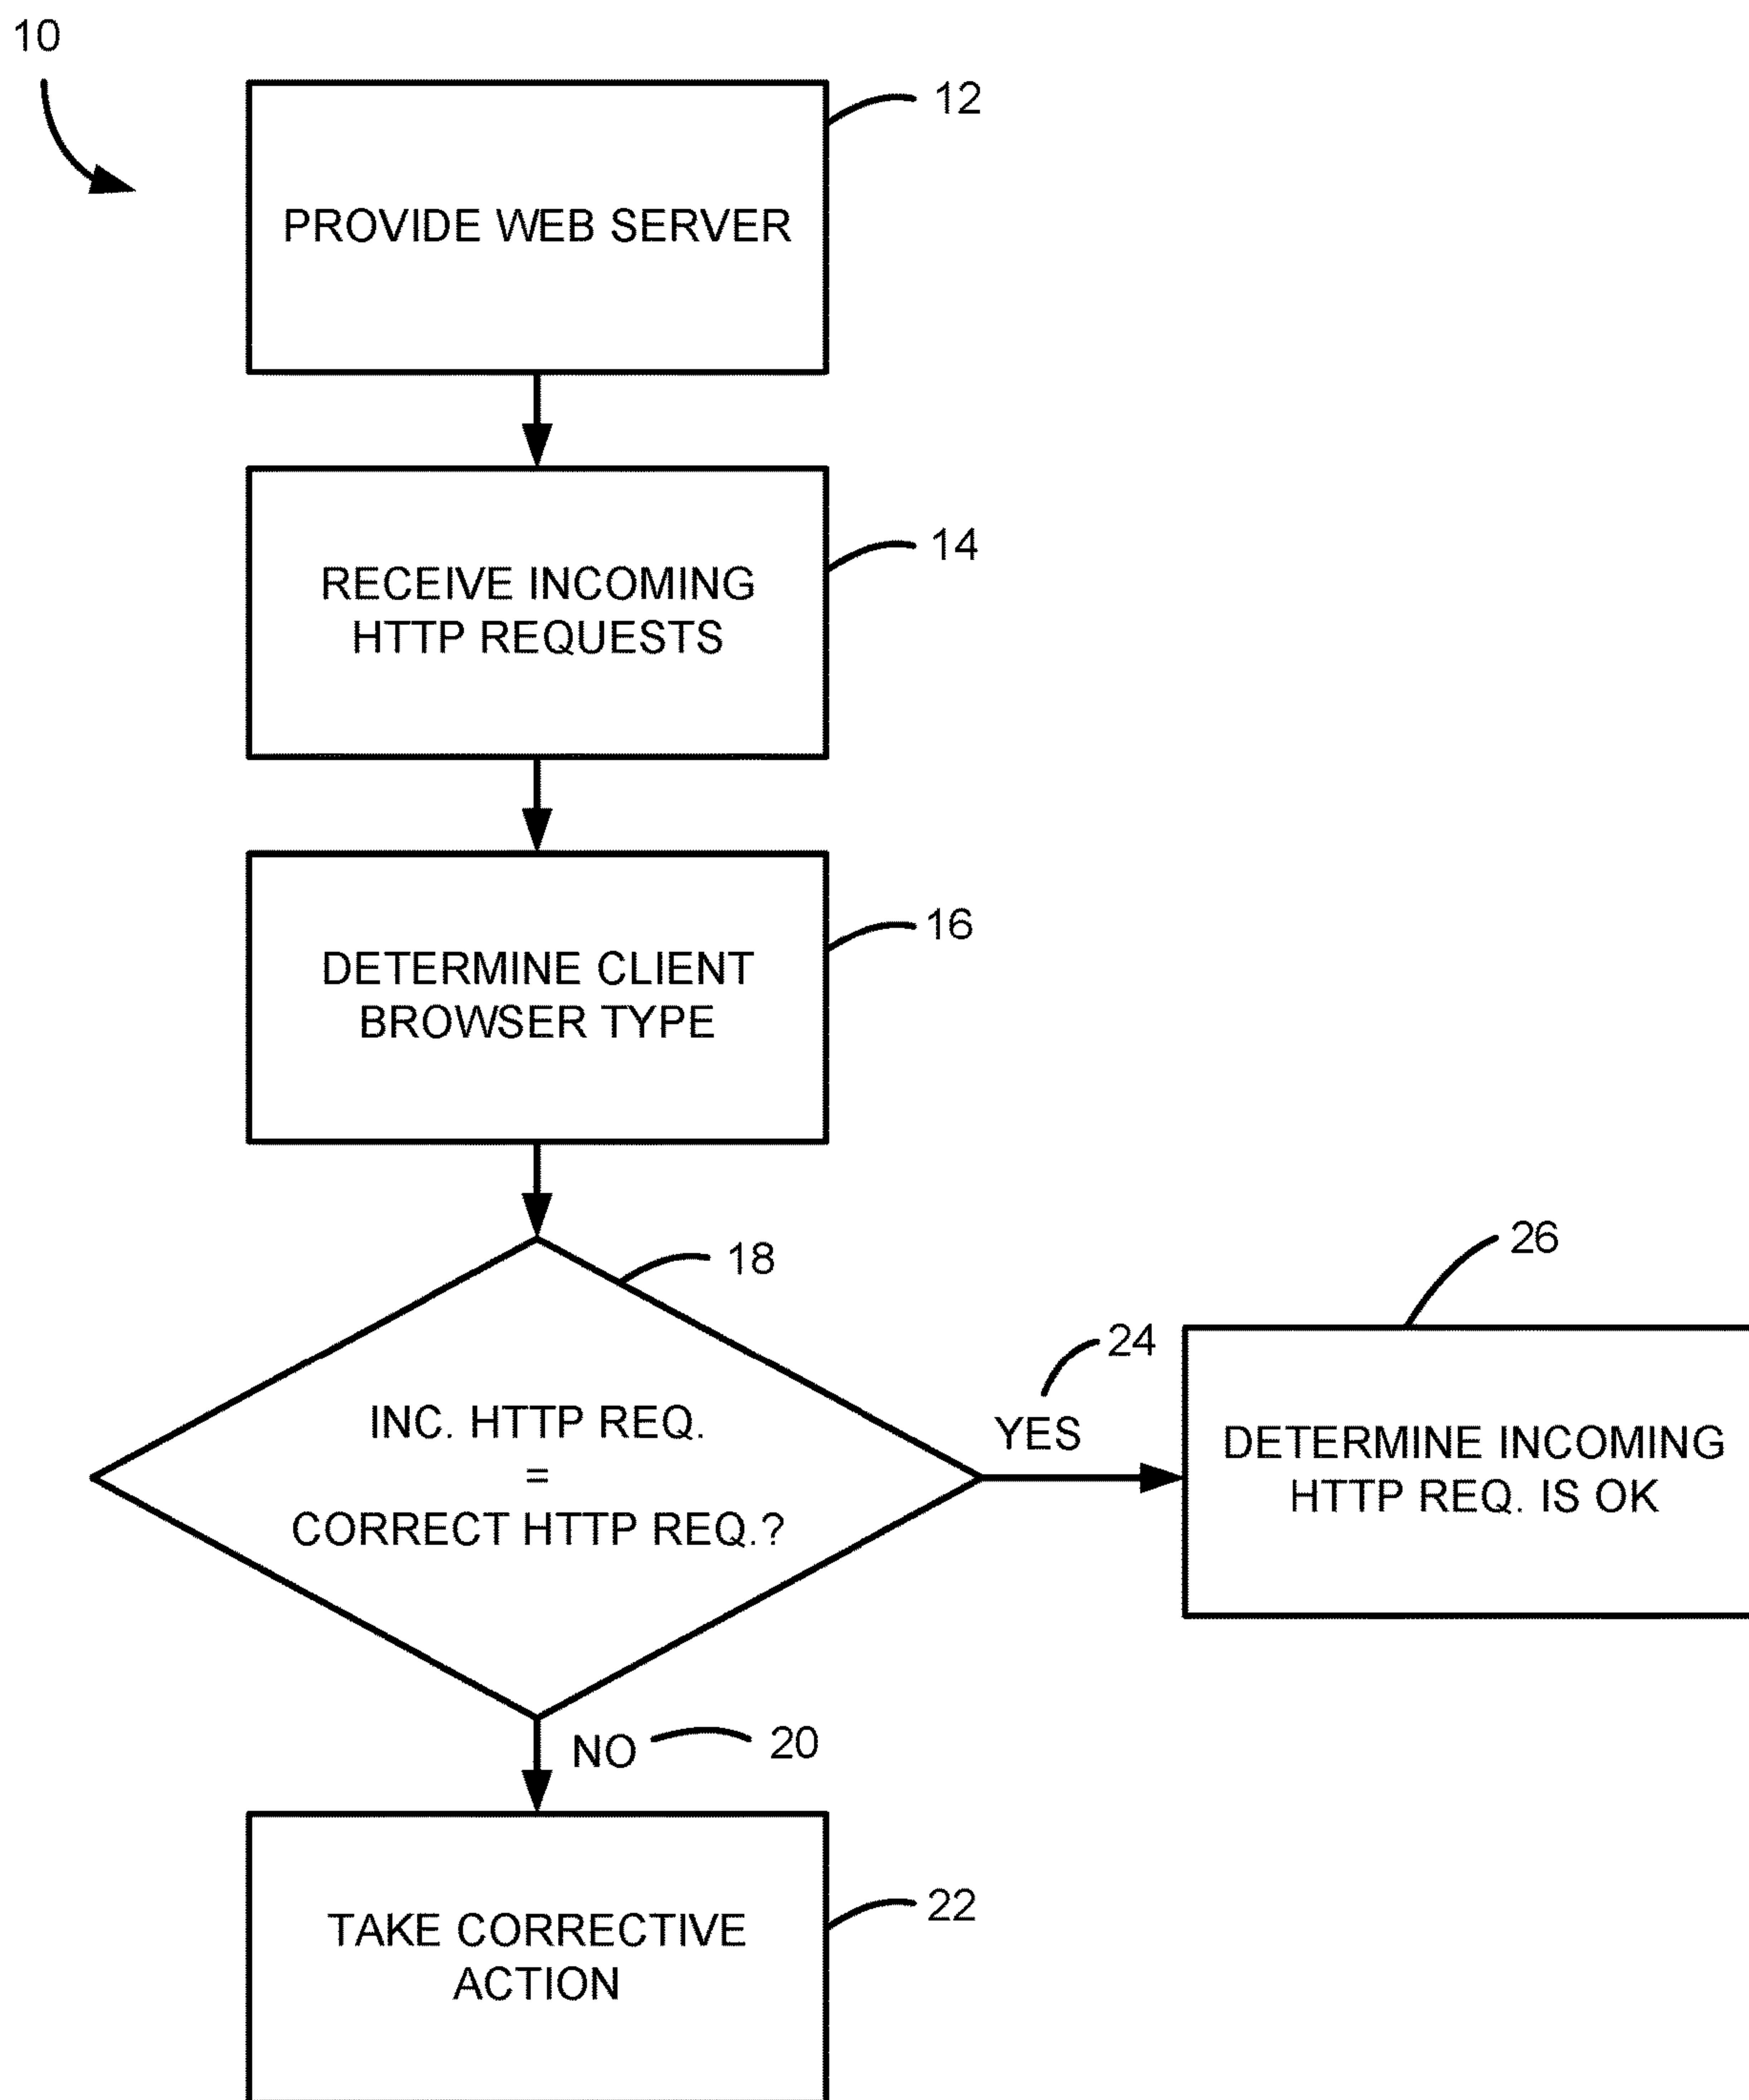 10
12
PROVIDE WEB SERVER
14
RECEIVE INCOMING
HTTP REQUESTS
16
DETERMINE CLIENT
BROWSER TYPE
18
26
24
INC. HTTP REQ.
=
CORRECT HTTP REQ.?
YES
DETERMINE INCOMING
HTTP REQ. IS OK
NO
20
22
TAKE CORRECTIVE
ACTION